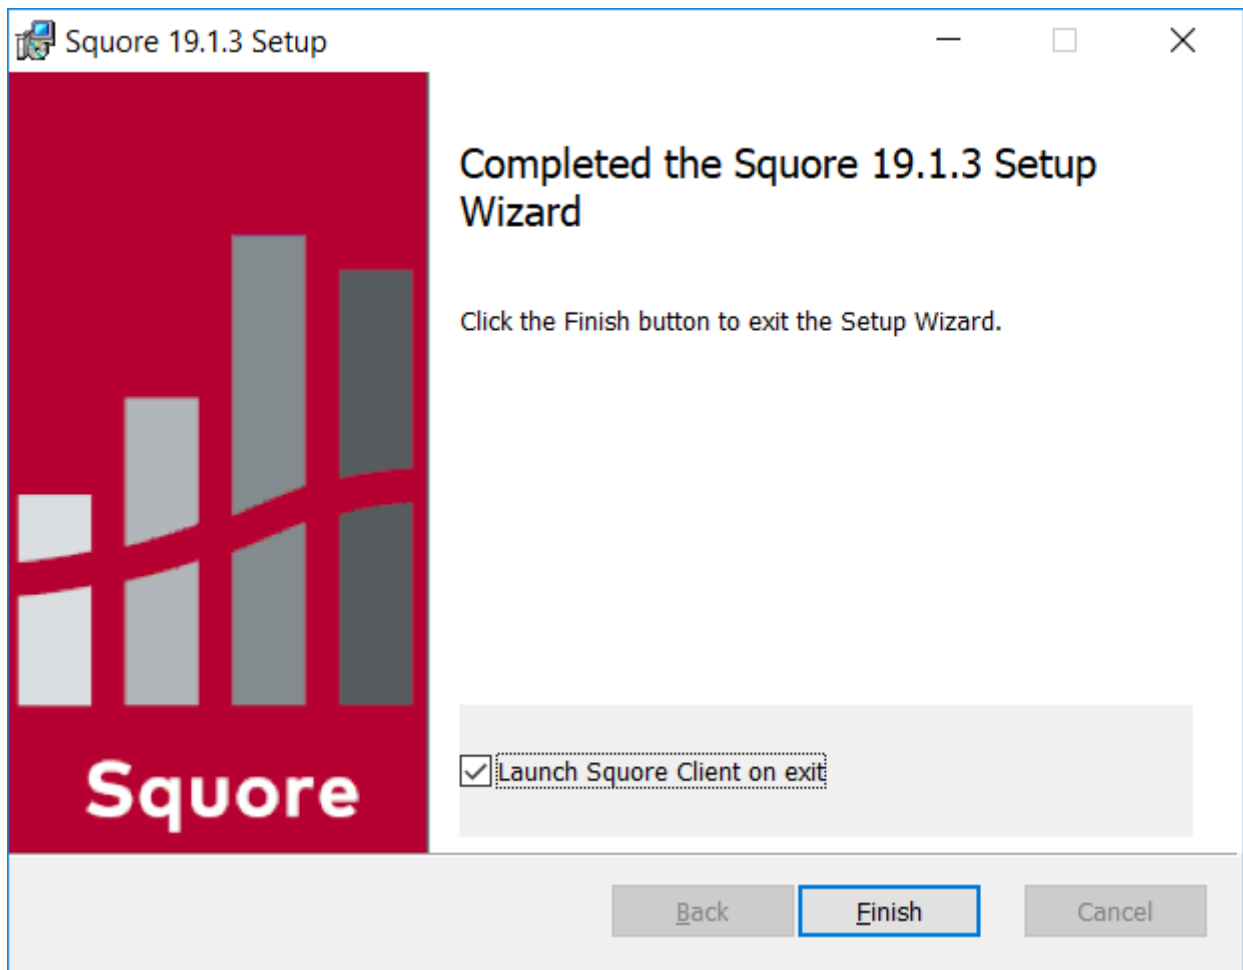 Squore 19.1.3 Setup
Completed the Squore 19.1.3 Setup
Wizard
Click the Finish button to exit the Setup Wizard.
Launch Squore Client on exit
Squore
Back
Finish
Cancel